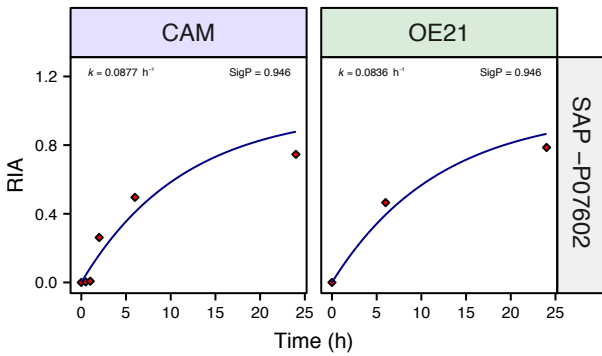 CAM
OE21
k = 0.0877 h⁻¹
SigP = 0.946
k = 0.0836 h⁻¹
SigP = 0.946
1.2
0.8
0.4
0.0
RIA
SAP –P07602
0 5 10 15 20 25
0 5 10 15 20 25
Time (h)